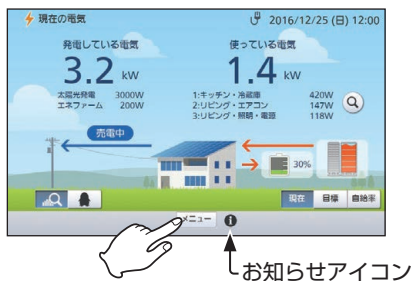 現在の電気 2016/12/25 (日) 12:00
発電している電気 使っている電気
3.2 kW 1.4 kW
太陽光発電 3000W 1:キッチン・冷蔵庫 420W
エネファーム 200W 2:リビング・エアコン 147W
3:リビング・照明・電源 118W
売電中
30%
現在 目標 自給率
メニュー
お知らせアイコン